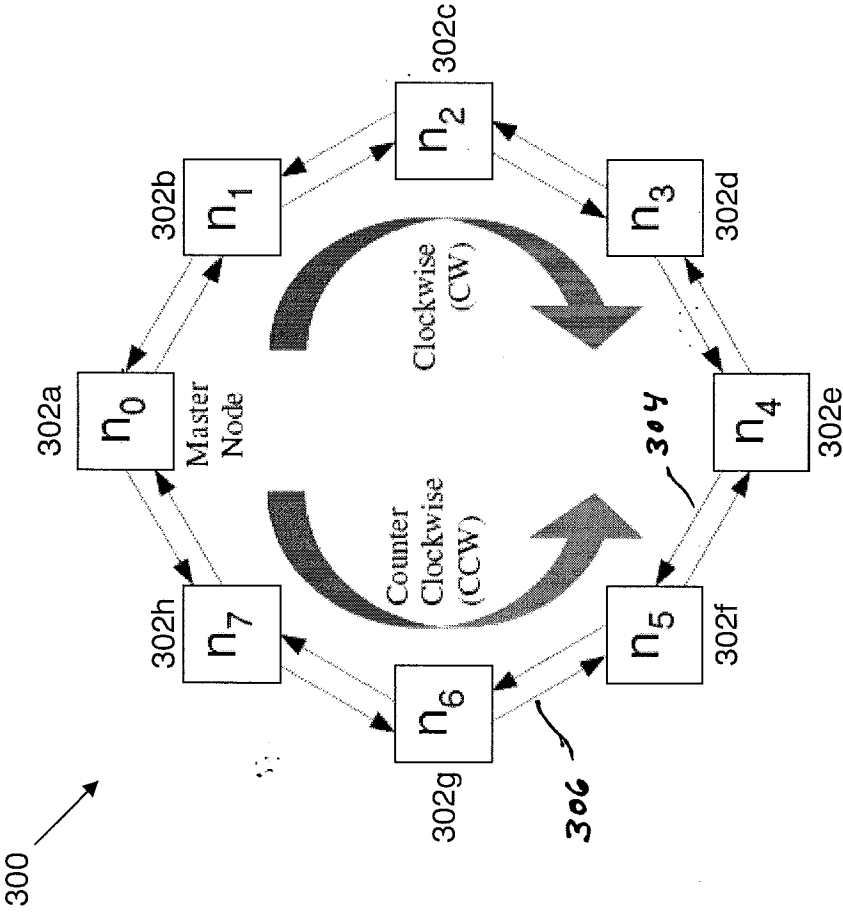 300
302a
n0
Master
Node
302b
n1
302c
n2
302d
n3
302e
n4
302f
n5
302g
n6
302h
n7
Clockwise
(CW)
Counter
Clockwise
(CCW)
304
306